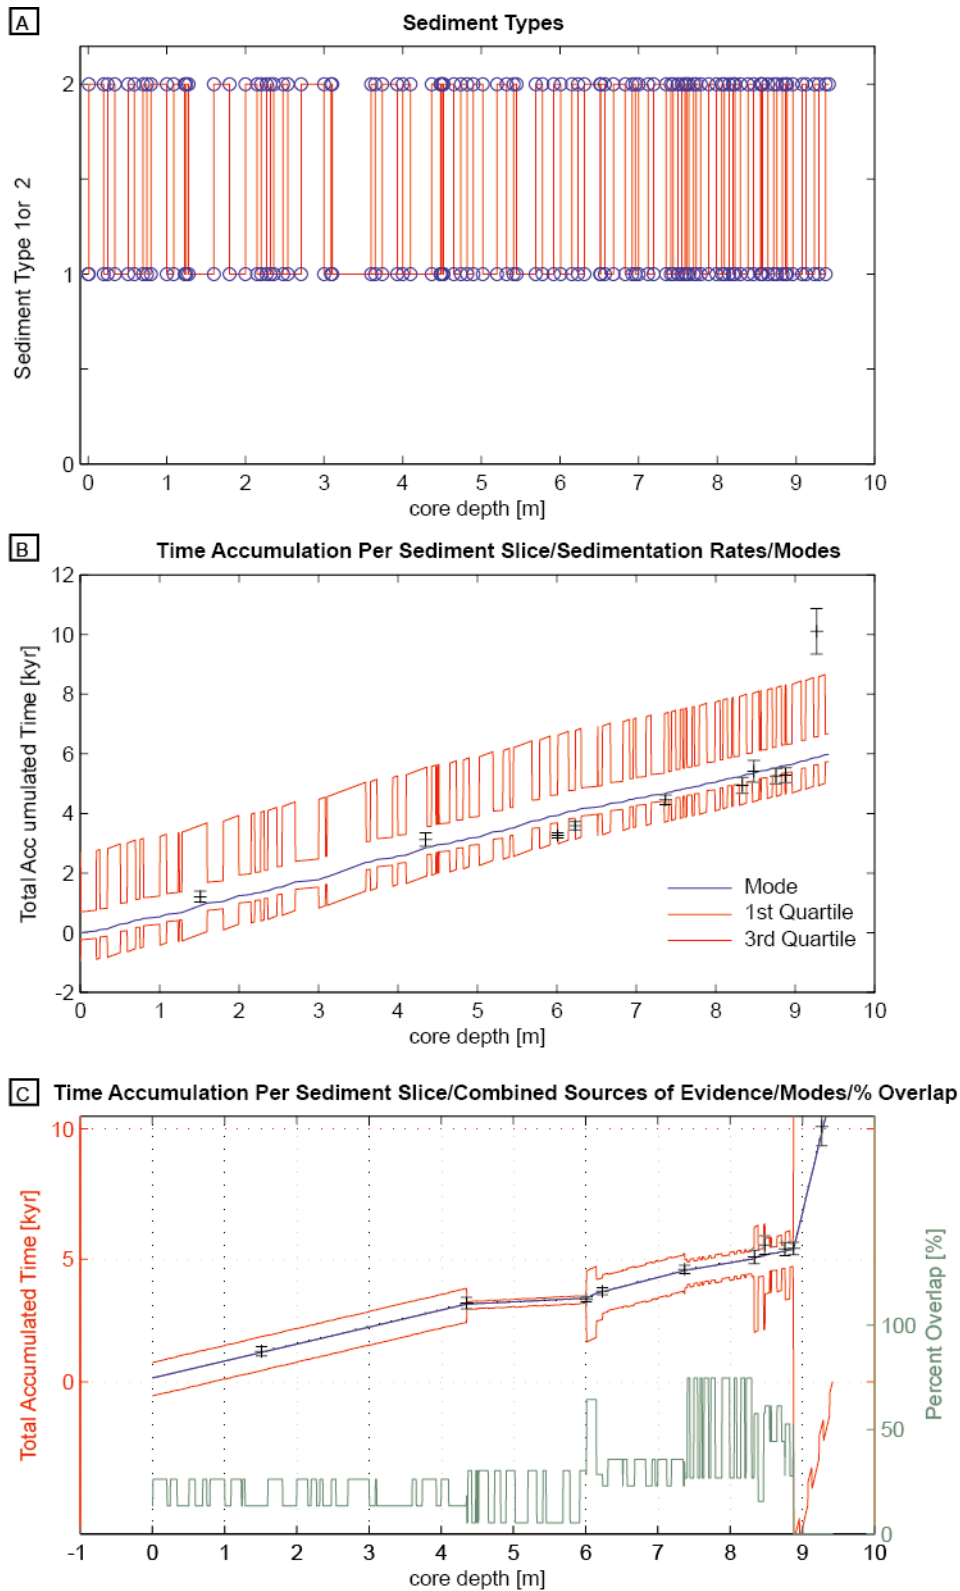 A
Sediment Types
2
1
0
Sediment Type 1or 2
0 1 2 3 4 5 6 7 8 9 10
core depth [m]
B
Time Accumulation Per Sediment Slice/Sedimentation Rates/Modes
12
10
8
6
4
2
0
-2
Total Acc umulated Time [kyr]
Mode
1st Quartile
3rd Quartile
0 1 2 3 4 5 6 7 8 9 10
core depth [m]
C
Time Accumulation Per Sediment Slice/Combined Sources of Evidence/Modes/% Overlap
10
5
0
Total Accumulated Time [kyr]
100
50
0
Percent Overlap [%]
-1 0 1 2 3 4 5 6 7 8 9 10
core depth [m]